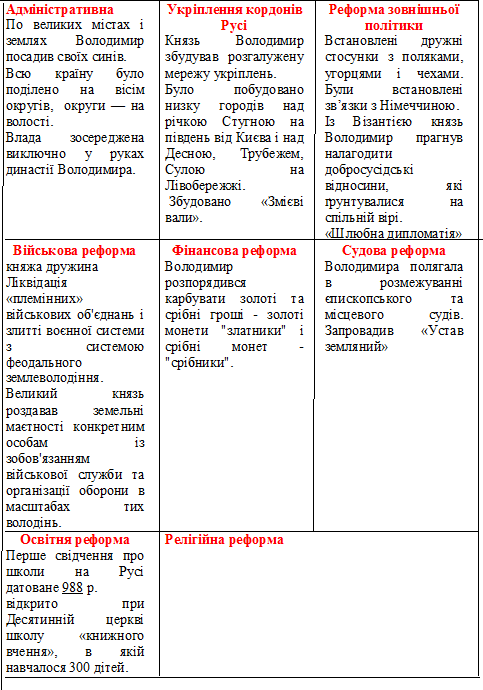 Адміністративна
По великих містах і
землях Володимир
посадив своїх синів.
Всю країну було
поділено на вісім
округів, округи — на
волості.
Влада зосереджена
виключно у руках
династії Володимира.
Укріплення кордонів
Русі
Князь Володимир
збудував розгалужену
мережу укріплень.
Було побудовано
низку городів над
річкою Стугною на
південь від Києва і над
Десною, Трубежем,
Сулою на
Лівобережжі.
Збудовано «Змієві
вали».
Реформа зовнішньої
політики
Встановлені дружні
стосунки з поляками,
угорцями і чехами.
Були встановлені
зв’язки з Німеччиною.
Із Візантією князь
Володимир прагнув
налагодити
добросусідські
відносини, які
ґрунтувалися на
спільній вірі.
«Шлюбна дипломатія»
Військова реформа
княжа дружина
Ліквідація
«племінних»
військових об'єднань і
злитті воєнної системи
з системою
феодального
землеволодіння.
Великий князь
роздавав земельні
маєтності конкретним
особам із
зобов'язанням
військової служби та
організації оборони в
масштабах тих
володінь.
Фінансова реформа
Володимир
розпорядився
карбувати золоті та
срібні гроші - золоті
монети "златники" і
срібні монет -
"срібники".
Судова реформа
Володимира полягала
в розмежуванні
єпископського та
місцевого судів.
Запровадив «Устав
земляний»
Освітня реформа
Перше свідчення про
школи на Русі
датоване 988 р.
відкрито при
Десятинній церкві
школу «книжного
вчення», в якій
навчалося 300 дітей.
Релігійна реформа